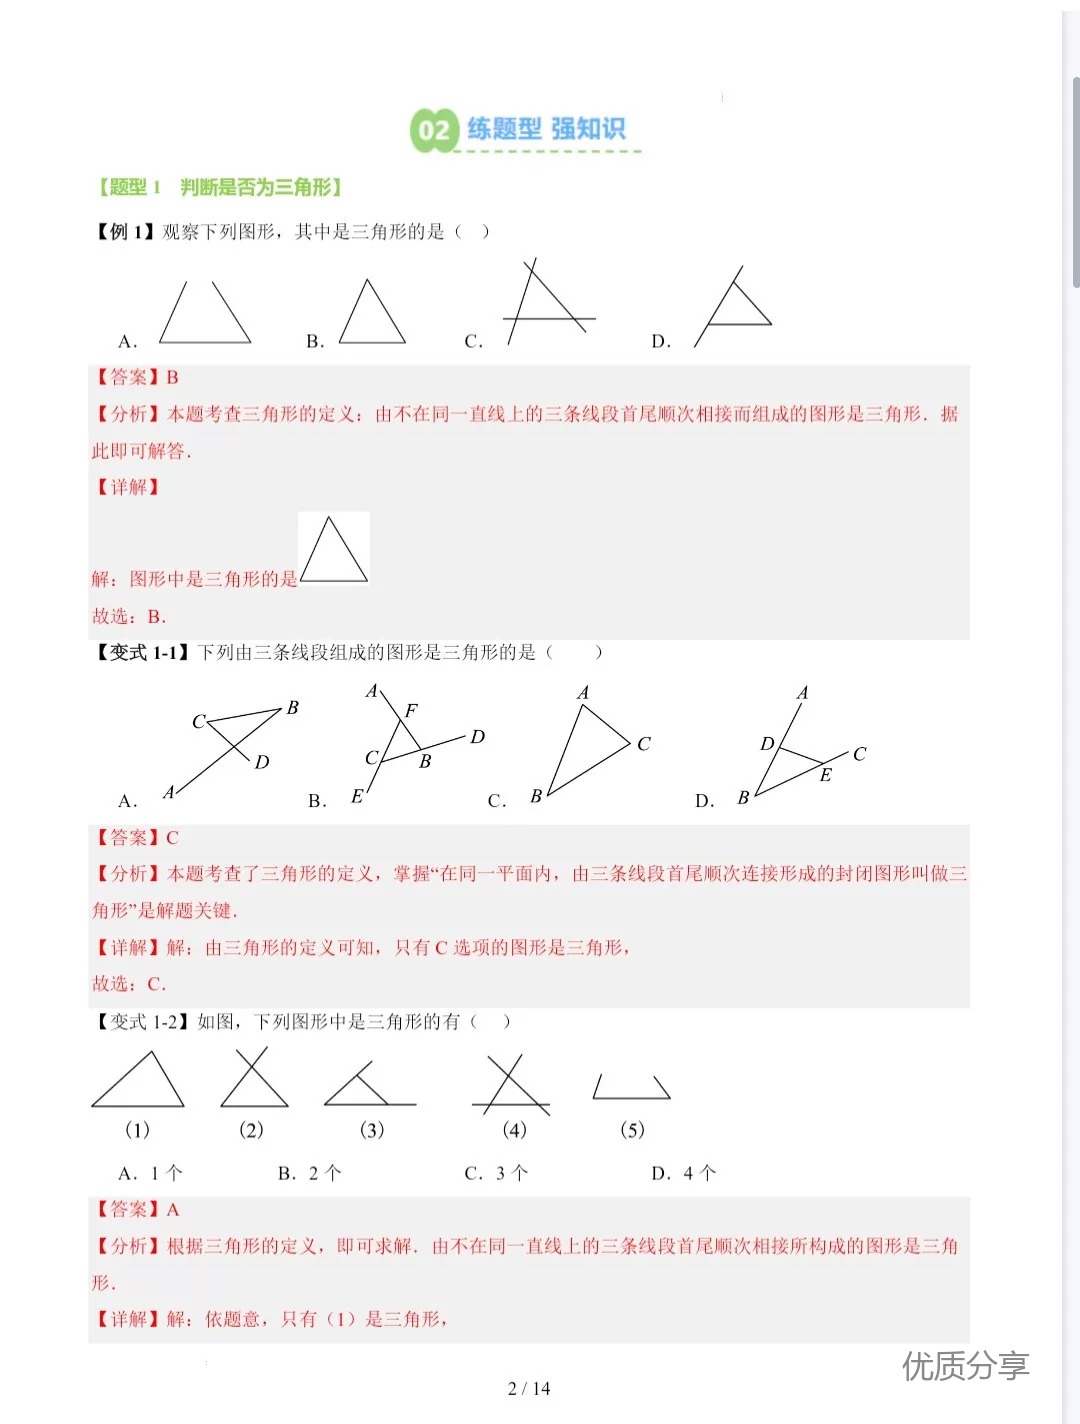 02 练题型 强知识
【题型 1 判断是否为三角形】
【例 1】观察下列图形，其中是三角形的是（ ）
A． B． C． D．
【答案】B
【分析】本题考查三角形的定义：由不在同一直线上的三条线段首尾顺次相接而组成的图形是三角形．据
此即可解答．
【详解】
解：图形中是三角形的是
故选：B．
【变式 1-1】下列由三条线段组成的图形是三角形的是（ ）
A． C B D A
B． A F D C B E
C． A C B
D． A D C E B
【答案】C
【分析】本题考查了三角形的定义，掌握“在同一平面内，由三条线段首尾顺次连接形成的封闭图形叫做三
角形”是解题关键．
【详解】解：由三角形的定义可知，只有 C 选项的图形是三角形，
故选：C．
【变式 1-2】如图，下列图形中是三角形的有（ ）
（1） （2） （3） （4） （5）
A．1 个 B．2 个 C．3 个 D．4 个
【答案】A
【分析】根据三角形的定义，即可求解．由不在同一直线上的三条线段首尾顺次相接所构成的图形是三角
形．
【详解】解：依题意，只有（1）是三角形，
优质分享
2 / 14